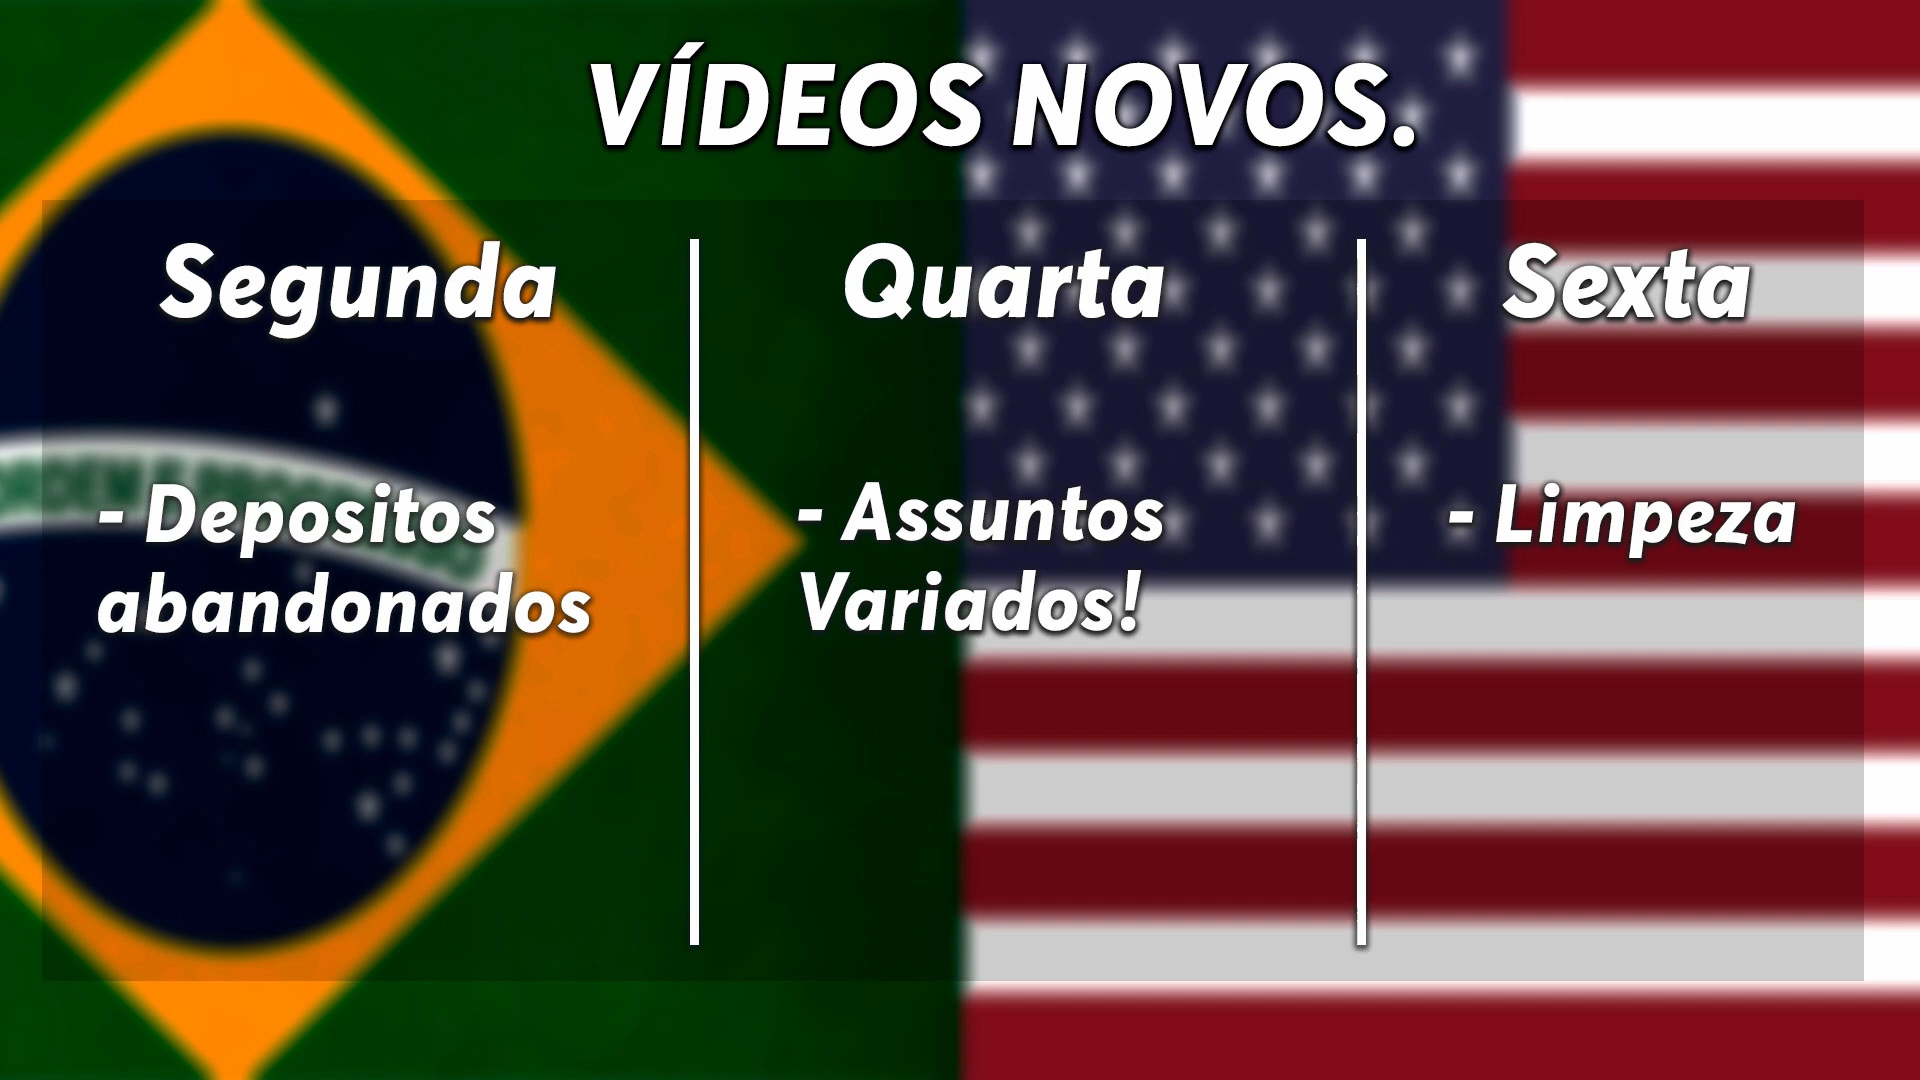 VÍDEOS NOVOS.
Segunda
- Depositos
abandonados
Quarta
- Assuntos
Variados!
Sexta
- Limpeza